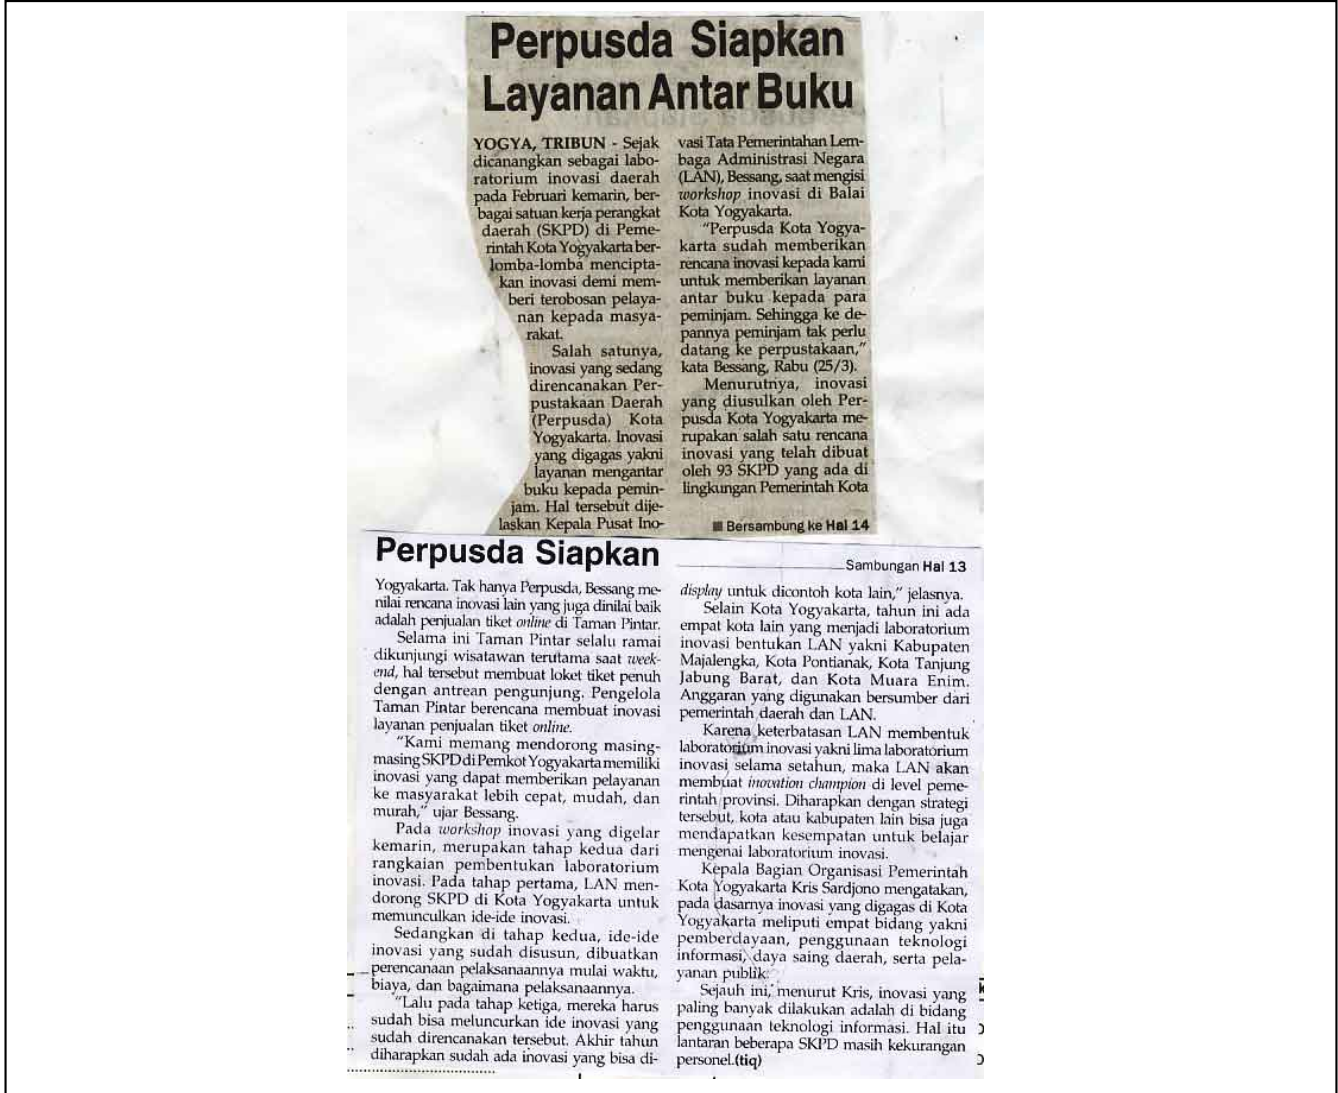 Perpusda Siapkan
Layanan Antar Buku
YOGYA, TRIBUN - Sejak
dicanangkan sebagai labo-
ratorium inovasi daerah
pada Februari kemarin, ber-
bagai satuan kerja perangkat
daerah (SKPD) di Peme-
rintah Kota Yogyakarta ber-
lomba-lomba mencipta-
kan inovasi demi mem-
beri terobosan pelaya-
nan kepada masya-
rakat.
Salah satunya,
inovasi yang sedang
direncanakan Per-
pustakaan Daerah
(Perpusda) Kota
Yogyakarta. Inovasi
yang digagas yakni
layanan mengantar
buku kepada pemin-
jam. Hal tersebut dije-
laskan Kepala Pusat Ino-
vasi Tata Pemerintahan Lem-
baga Administrasi Negara
(LAN), Bessang, saat mengisi
workshop inovasi di Balai
Kota Yogyakarta.
"Perpusda Kota Yogya-
karta sudah memberikan
rencana inovasi kepada kami
untuk memberikan layanan
antar buku kepada para
peminjam. Sehingga ke de-
pannya peminjam tak perlu
datang ke perpustakaan,"
kata Bessang, Rabu (25/3).
Menurutnya, inovasi
yang diusulkan oleh Per-
pusda Kota Yogyakarta me-
rupakan salah satu rencana
inovasi yang telah dibuat
oleh 93 SKPD yang ada di
lingkungan Pemerintah Kota
■ Bersambung ke Hal 14
Perpusda Siapkan
Sambungan Hal 13
Yogyakarta. Tak hanya Perpusda, Bessang me-
nilai rencana inovasi lain yang juga dinilai baik
adalah penjualan tiket online di Taman Pintar.
Selama ini Taman Pintar selalu ramai
dikunjungi wisatawan terutama saat week-
end, hal tersebut membuat loket tiket penuh
dengan antrean pengunjung. Pengelola
Taman Pintar berencana membuat inovasi
layanan penjualan tiket online.
"Kami memang mendorong masing-
masing SKPD di Pemkot Yogyakarta memiliki
inovasi yang dapat memberikan pelayanan
ke masyarakat lebih cepat, mudah, dan
murah," ujar Bessang.
Pada workshop inovasi yang digelar
kemarin, merupakan tahap kedua dari
rangkaian pembentukan laboratorium
inovasi. Pada tahap pertama, LAN men-
dorong SKPD di Kota Yogyakarta untuk
memunculkan ide-ide inovasi.
Sedangkan di tahap kedua, ide-ide
inovasi yang sudah disusun, dibuatkan
perencanaan pelaksanaannya mulai waktu,
biaya, dan bagaimana pelaksanaannya.
"Lalu pada tahap ketiga, mereka harus
sudah bisa meluncurkan ide inovasi yang
sudah direncanakan tersebut. Akhir tahun
diharapkan sudah ada inovasi yang bisa di-
display untuk dicontoh kota lain," jelasnya.
Selain Kota Yogyakarta, tahun ini ada
empat kota lain yang menjadi laboratorium
inovasi bentukan LAN yakni Kabupaten
Majalengka, Kota Pontianak, Kota Tanjung
Jabung Barat, dan Kota Muara Enim.
Anggaran yang digunakan bersumber dari
pemerintah daerah dan LAN.
Karena keterbatasan LAN membentuk
laboratorium inovasi yakni lima laboratorium
inovasi selama setahun, maka LAN akan
membuat inovation champion di level peme-
rintah provinsi. Diharapkan dengan strategi
tersebut, kota atau kabupaten lain bisa juga
mendapatkan kesempatan untuk belajar
mengenai laboratorium inovasi.
Kepala Bagian Organisasi Pemerintah
Kota Yogyakarta Kris Sardjono mengatakan,
pada dasarnya inovasi yang digagas di Kota
Yogyakarta meliputi empat bidang yakni
pemberdayaan, penggunaan teknologi
informasi, daya saing daerah, serta pela-
yanan publik.
Sejauh ini, menurut Kris, inovasi yang
paling banyak dilakukan adalah di bidang
penggunaan teknologi informasi. Hal itu
lantaran beberapa SKPD masih kekurangan
personel.(tiq)